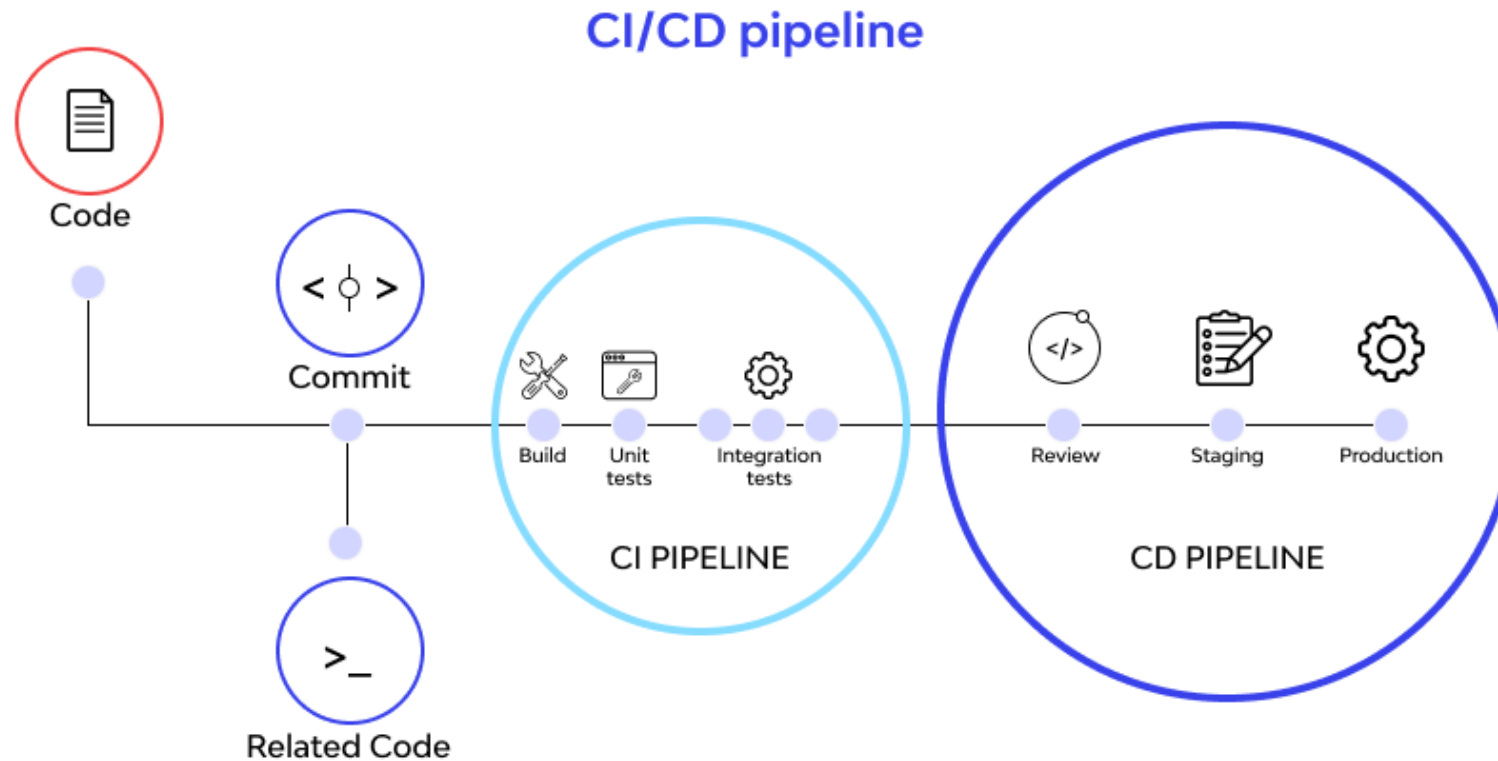 CI/CD pipeline
Code
< >
Commit
Build
Unit
tests
Integration
tests
CI PIPELINE
</>
Review
Staging
Production
CD PIPELINE
>_
Related Code